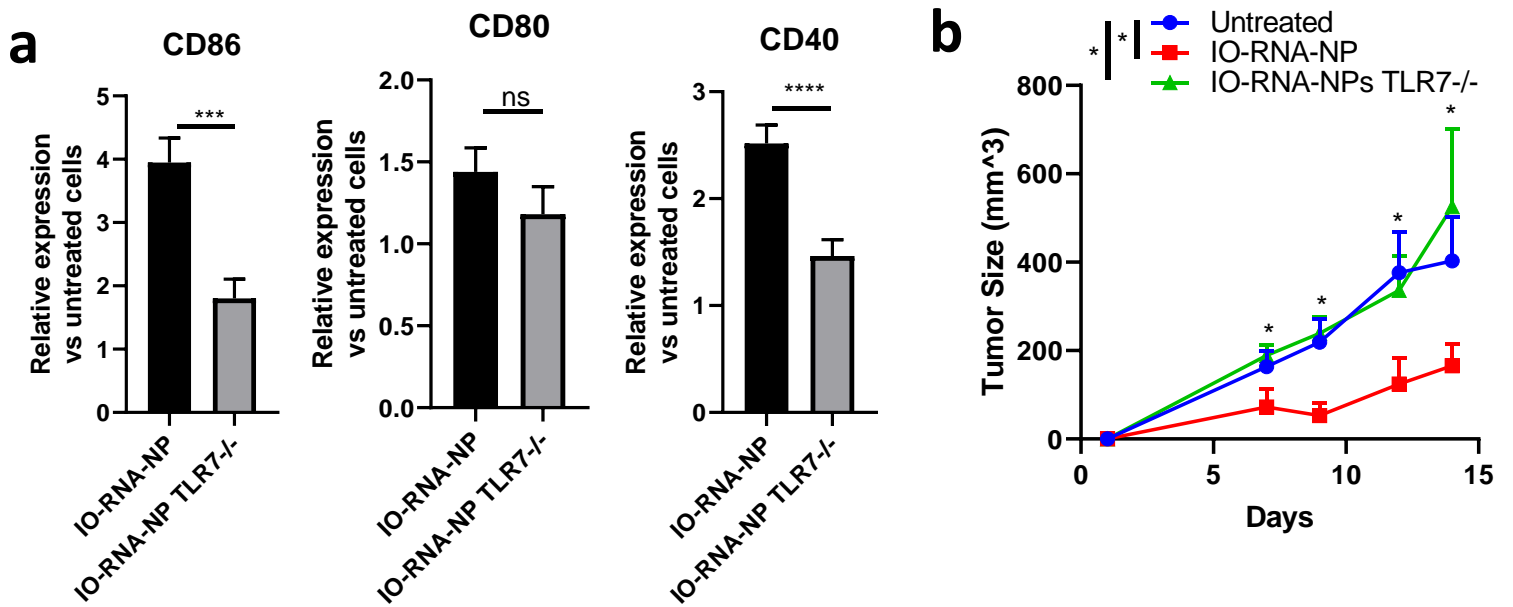 a
CD86
Relative expression
vs untreated cells
5
4
3
2
1
0
***
IO-RNA-NP
IO-RNA-NP TLR7-/-
CD80
Relative expression
vs untreated cells
2.0
1.5
1.0
0.5
0.0
ns
IO-RNA-NP
IO-RNA-NP TLR7-/-
CD40
Relative expression
vs untreated cells
3
2
1
0
****
IO-RNA-NP
IO-RNA-NP TLR7-/-
b
* *
Untreated
IO-RNA-NP
IO-RNA-NPs TLR7-/-
Tumor Size (mm^3)
800
600
400
200
0
* * * *
0 5 10 15
Days